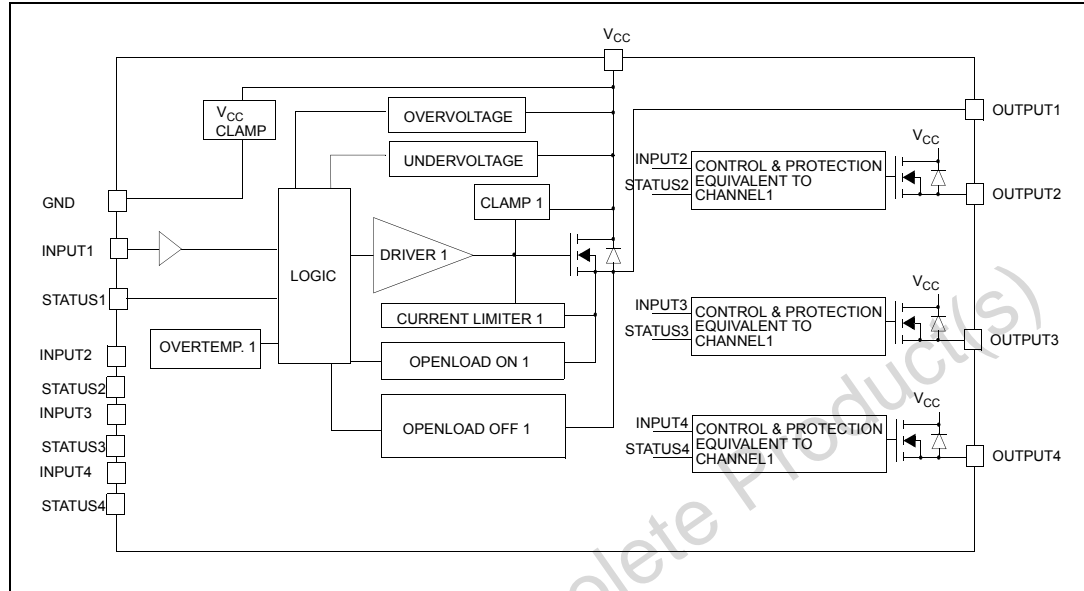 VCC
VCC
CLAMP
OVERVOLTAGE
UNDERVOLTAGE
CLAMP 1
GND
INPUT1
STATUS1
INPUT2
STATUS2
INPUT3
STATUS3
INPUT4
STATUS4
LOGIC
DRIVER 1
OVERTEMP. 1
CURRENT LIMITER 1
OPENLOAD ON 1
OPENLOAD OFF 1
OUTPUT1
VCC
INPUT2
STATUS2
CONTROL & PROTECTION
EQUIVALENT TO
CHANNEL1
OUTPUT2
VCC
INPUT3
STATUS3
CONTROL & PROTECTION
EQUIVALENT TO
CHANNEL1
OUTPUT3
VCC
INPUT4
STATUS4
CONTROL & PROTECTION
EQUIVALENT TO
CHANNEL1
OUTPUT4
olete Product(s)